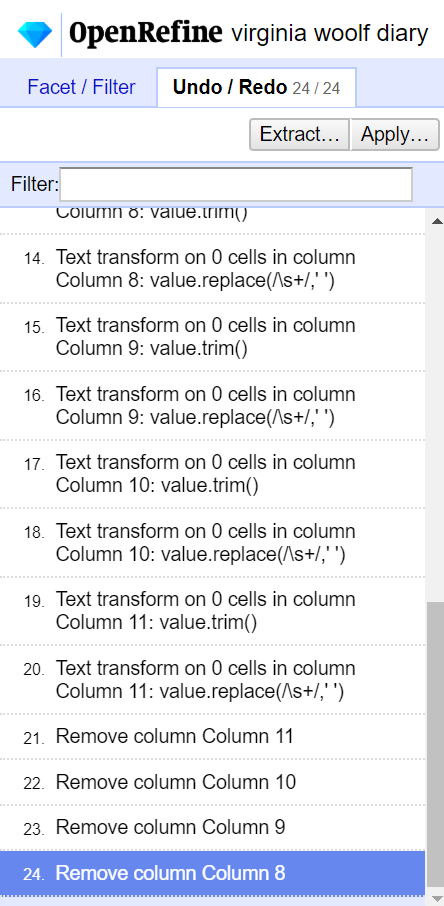 OpenRefine virginia woolf diary
Facet / Filter Undo / Redo 24 / 24
Extract... Apply...
Filter:
Column 8: value.trim()
14. Text transform on 0 cells in column
Column 8: value.replace(/\s+/,' ')
15. Text transform on 0 cells in column
Column 9: value.trim()
16. Text transform on 0 cells in column
Column 9: value.replace(/\s+/,' ')
17. Text transform on 0 cells in column
Column 10: value.trim()
18. Text transform on 0 cells in column
Column 10: value.replace(/\s+/,' ')
19. Text transform on 0 cells in column
Column 11: value.trim()
20. Text transform on 0 cells in column
Column 11: value.replace(/\s+/,' ')
21. Remove column Column 11
22. Remove column Column 10
23. Remove column Column 9
24. Remove column Column 8